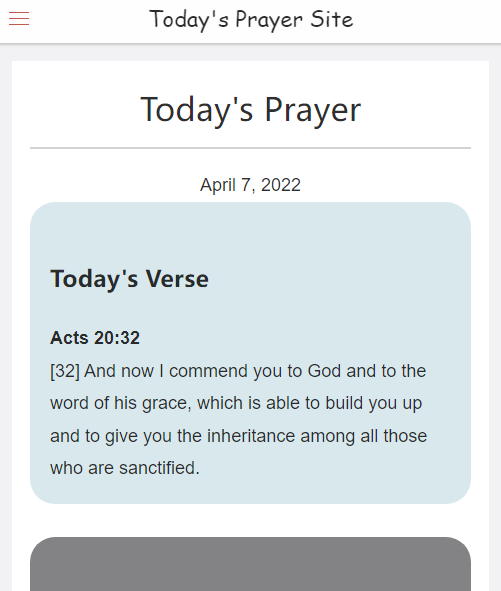 Today's Prayer Site
Today's Prayer
April 7, 2022
Today's Verse
Acts 20:32
[32] And now I commend you to God and to the
word of his grace, which is able to build you up
and to give you the inheritance among all those
who are sanctified.